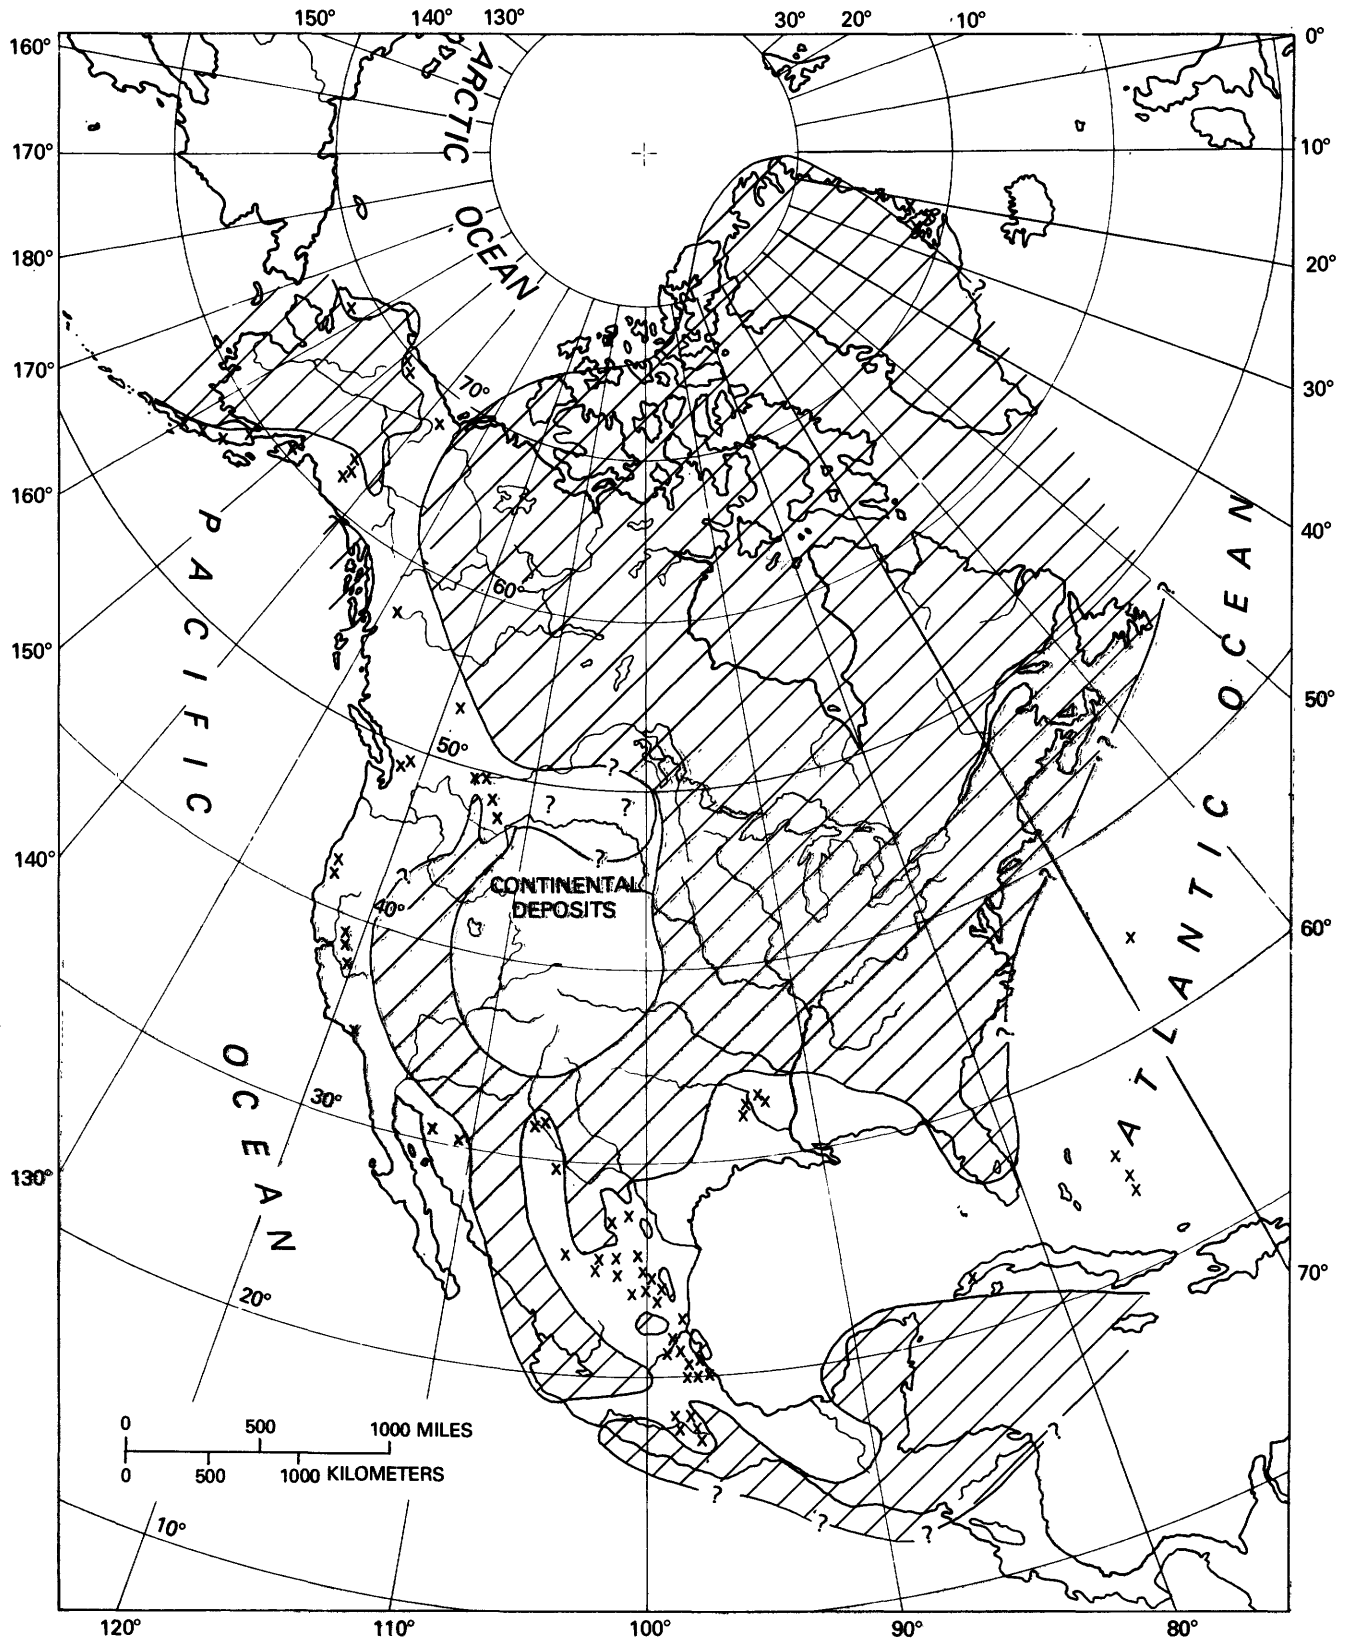 150° 140° 130° 30° 20° 10°
160° 0°
ARCTIC
OCEAN
170° 10°
180° 20°
170° 70° 30°
160° 40°
PACIFIC
OCEAN
60°
150° 50°
50°
140°
?
?
?
?
?
?
?
?
CONTINENTAL
DEPOSITS
40°
60°
ATLANTIC
OCEAN
?
30°
130°
20° 70°
0 500 1000 MILES
0 500 1000 KILOMETERS
?
?
?
?
10°
120° 110° 100° 90° 80°